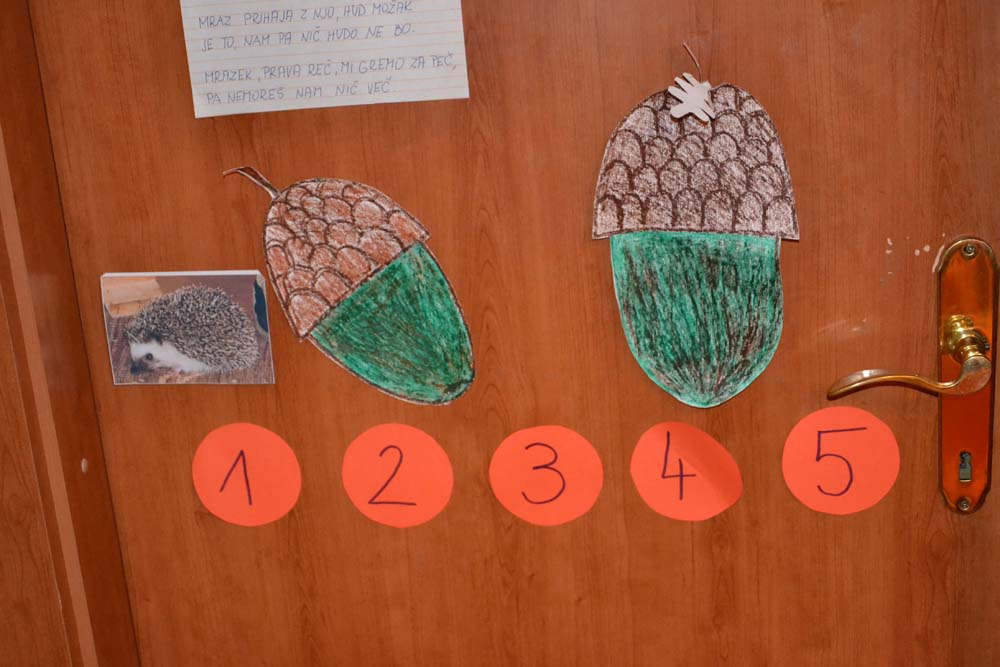 MRAZ PRIHAJA Z NJO, HUD MOŽAK
JE TO, NAM PA NIČ HUDO NE BO.
MRAZEK, PRAVA REČ, MI GREMO ZA PEČ,
PA NEMOREŠ NAM NIČ VEČ.
1 2 3 4 5